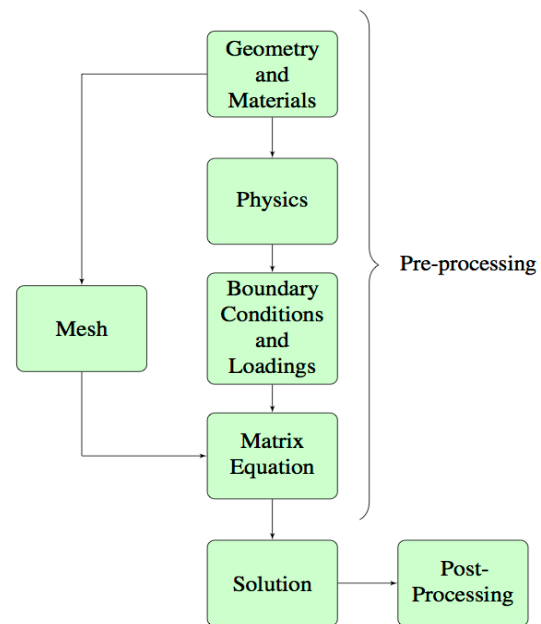 Geometry
and
Materials
Physics
Pre-processing
Boundary
Conditions
and
Loadings
Mesh
Matrix
Equation
Solution
Post-
Processing